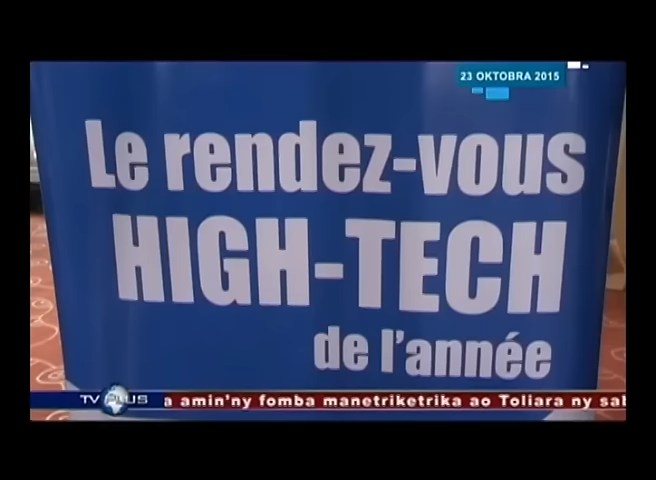 23 OKTOBRA 2015
Le rendez-vous
HIGH-TECH
de l'année
TV PLUS a amin'ny fomba manetriketrika ao Toliara ny